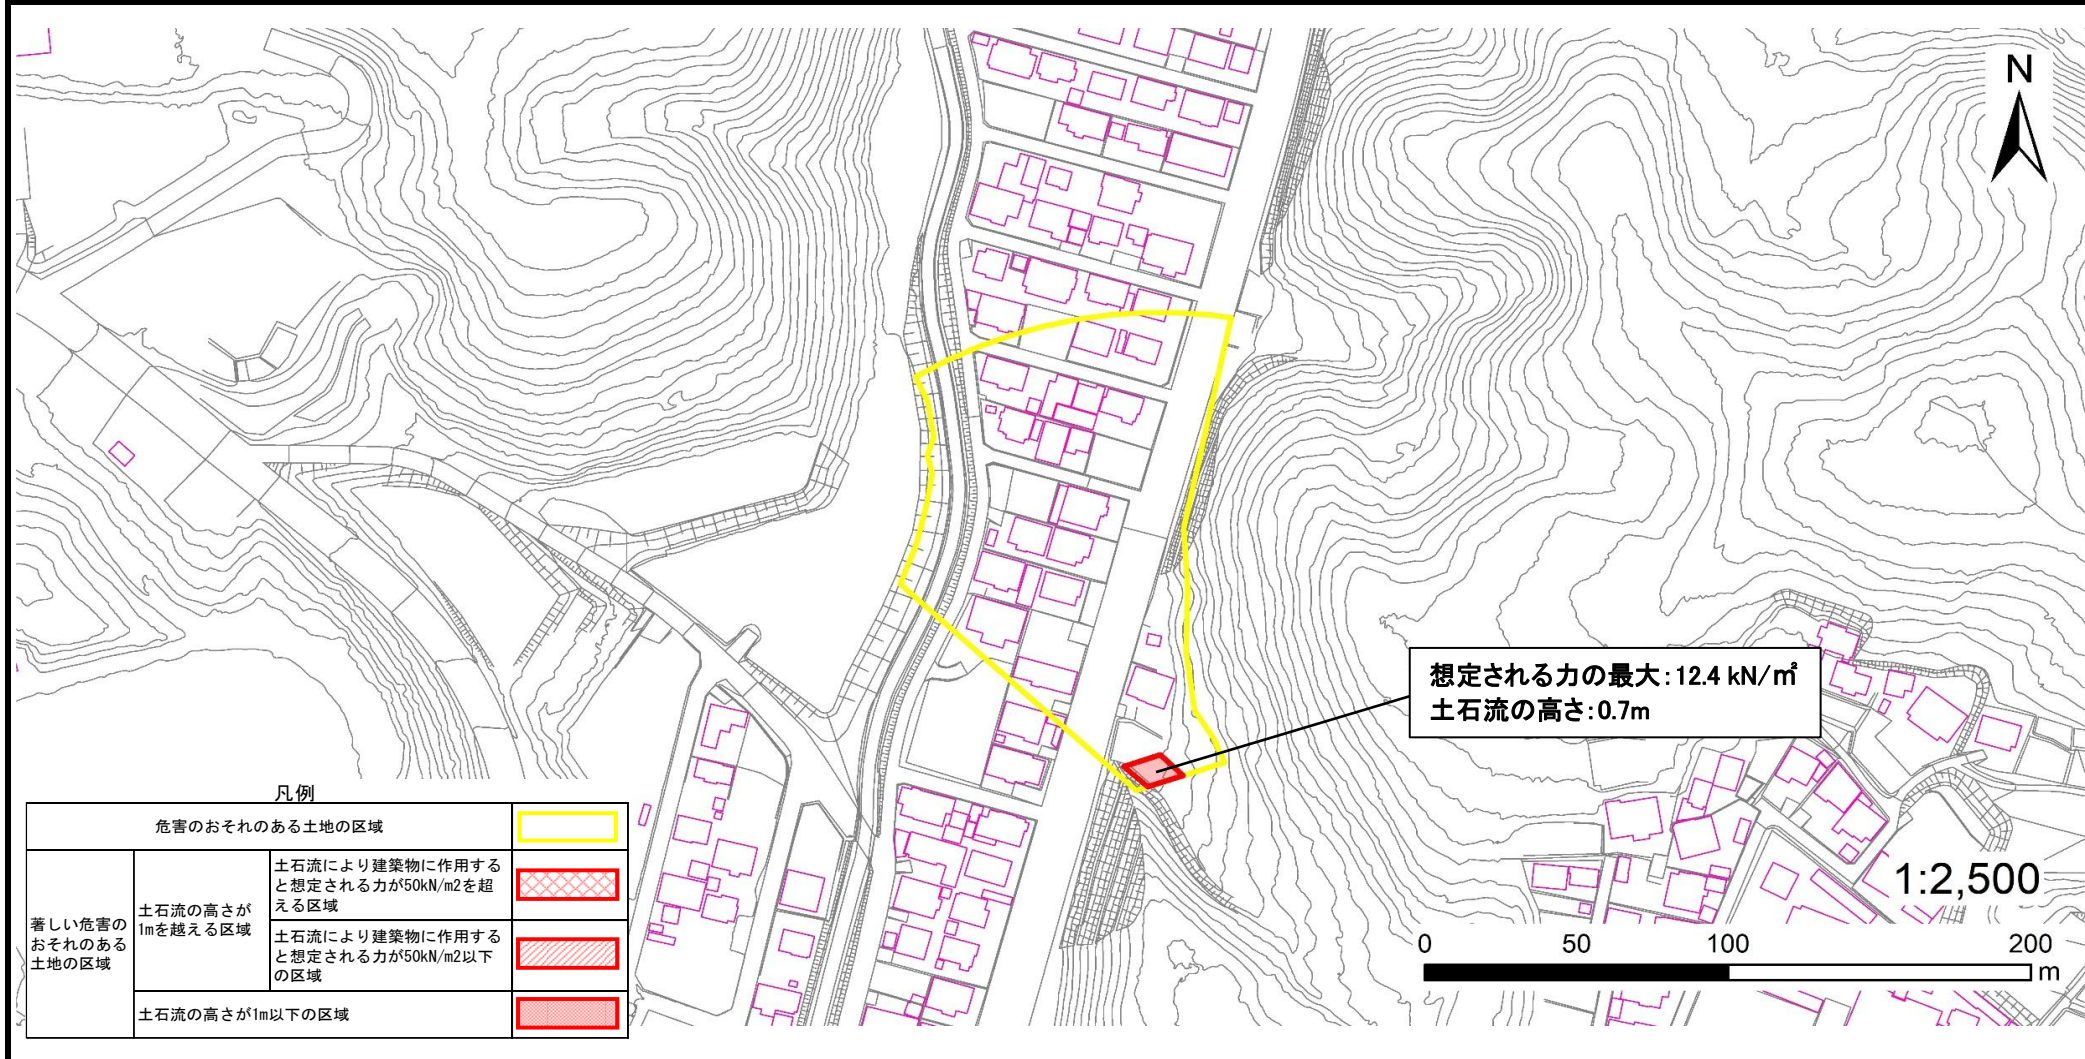 N
想定される力の最大:12.4 kN/㎡
土石流の高さ:0.7m
凡例
危害のおそれのある土地の区域
著しい危害の
おそれのある
土地の区域
土石流の高さが
1mを越える区域
土石流により建築物に作用する
と想定される力が50kN/m2を超
える区域
土石流により建築物に作用する
と想定される力が50kN/m2以下
の区域
土石流の高さが1m以下の区域
1:2,500
0 50 100 200
m